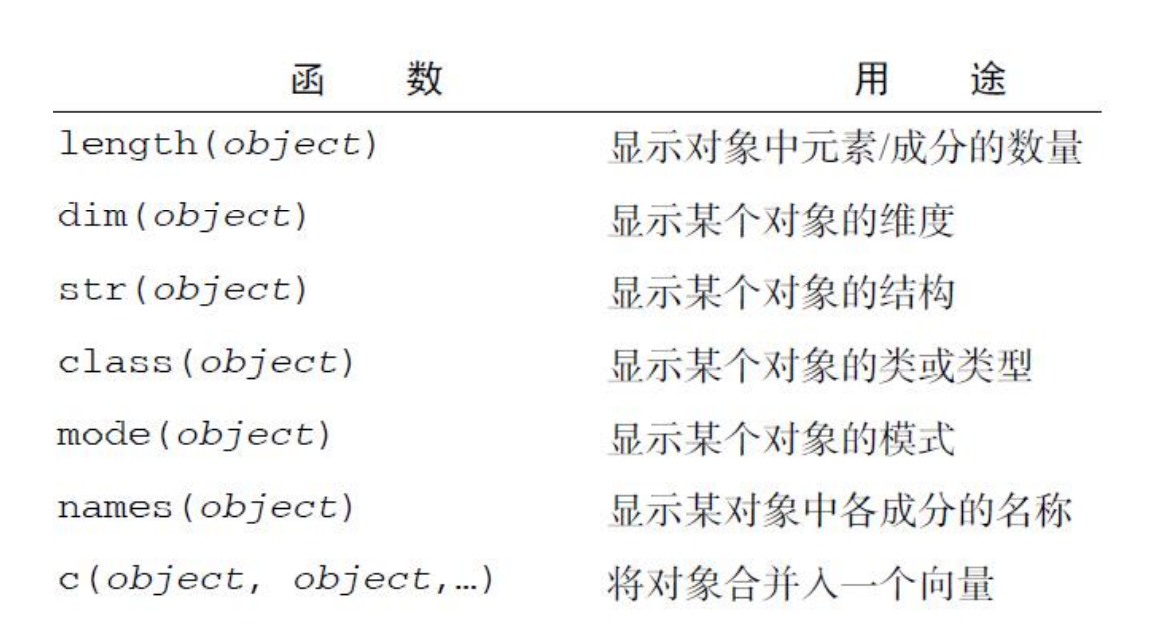 函 数 用 途
length(object) 显示对象中元素/成分的数量
dim(object) 显示某个对象的维度
str(object) 显示某个对象的结构
class(object) 显示某个对象的类或类型
mode(object) 显示某个对象的模式
names(object) 显示某对象中各成分的名称
c(object, object,…) 将对象合并入一个向量